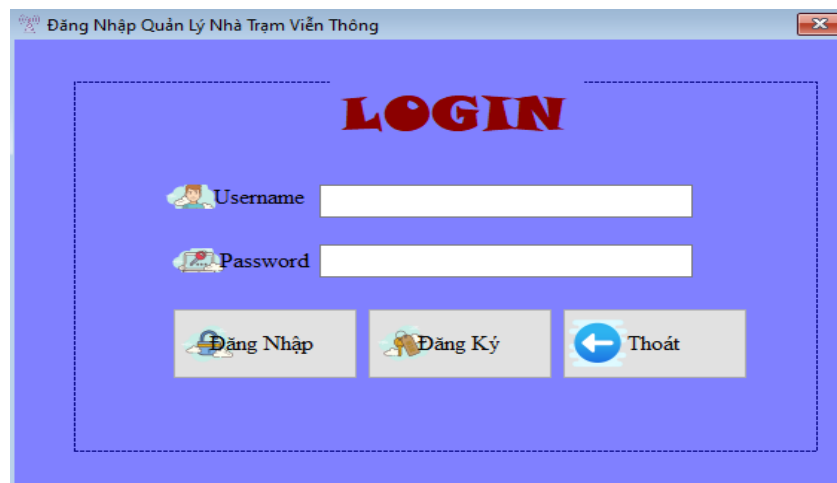 Đăng Nhập Quản Lý Nhà Trạm Viễn Thông
LOGIN
Username
Password
Đăng Nhập Đăng Ký Thoát